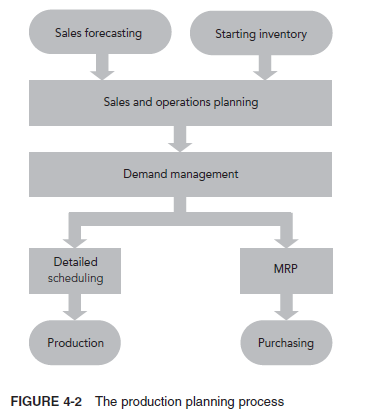 Sales forecasting
Starting inventory
Sales and operations planning
Demand management
Detailed
scheduling
MRP
Production
Purchasing
FIGURE 4-2 The production planning process